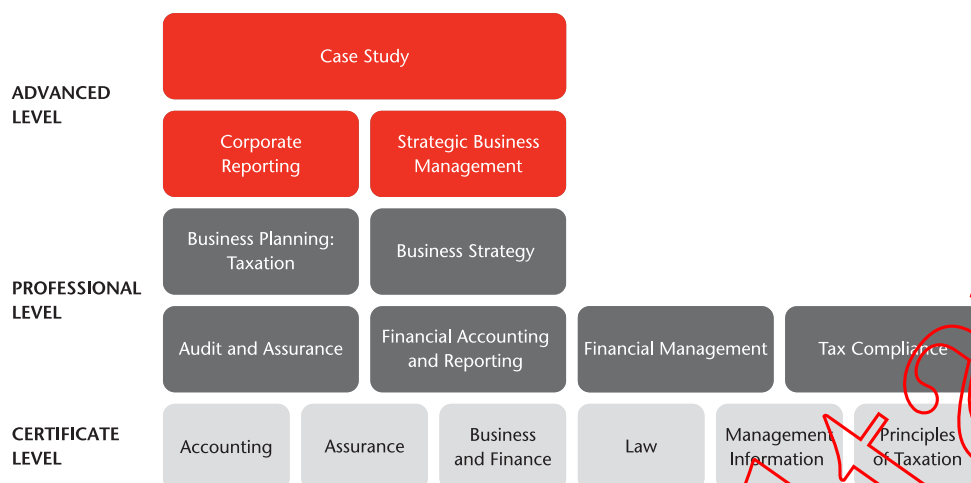 Case Study
ADVANCED
LEVEL
Corporate
Reporting
Strategic Business
Management
Business Planning:
Taxation
Business Strategy
PROFESSIONAL
LEVEL
Audit and Assurance
Financial Accounting
and Reporting
Financial Management
Tax Compliance
CERTIFICATE
LEVEL
Accounting
Assurance
Business
and Finance
Law
Management
Information
Principles
of Taxation